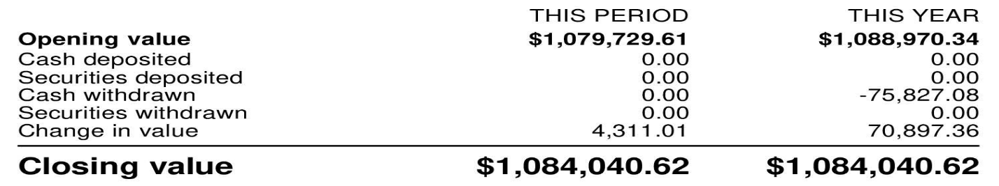 THIS PERIOD THIS YEAR
Opening value $1,079,729.61 $1,088,970.34
Cash deposited 0.00 0.00
Securities deposited 0.00 0.00
Cash withdrawn 0.00 -75,827.08
Securities withdrawn 0.00 0.00
Change in value 4,311.01 70,897.36
Closing value $1,084,040.62 $1,084,040.62